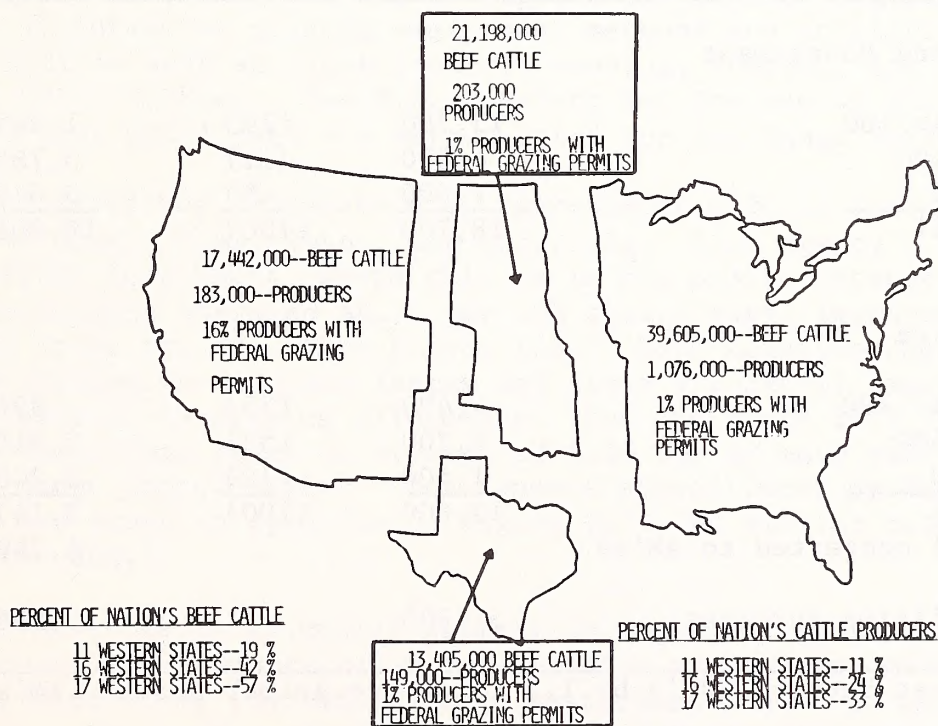 21,198,000
BEEF CATTLE
203,000
PRODUCERS
1% PRODUCERS WITH
FEDERAL GRAZING PERMITS
17,442,000--BEEF CATTLE
183,000--PRODUCERS
16% PRODUCERS WITH
FEDERAL GRAZING
PERMITS
39,605,000--BEEF CATTLE
1,076,000--PRODUCERS
1% PRODUCERS WITH
FEDERAL GRAZING
PERMITS
PERCENT OF NATION'S BEEF CATTLE
11 WESTERN STATES--19 %
16 WESTERN STATES--42 %
17 WESTERN STATES--57 %
13,405,000 BEEF CATTLE
149,000--PRODUCERS
1% PRODUCERS WITH
FEDERAL GRAZING PERMITS
PERCENT OF NATION'S CATTLE PRODUCERS
11 WESTERN STATES--11 %
16 WESTERN STATES--24 %
17 WESTERN STATES--33 %